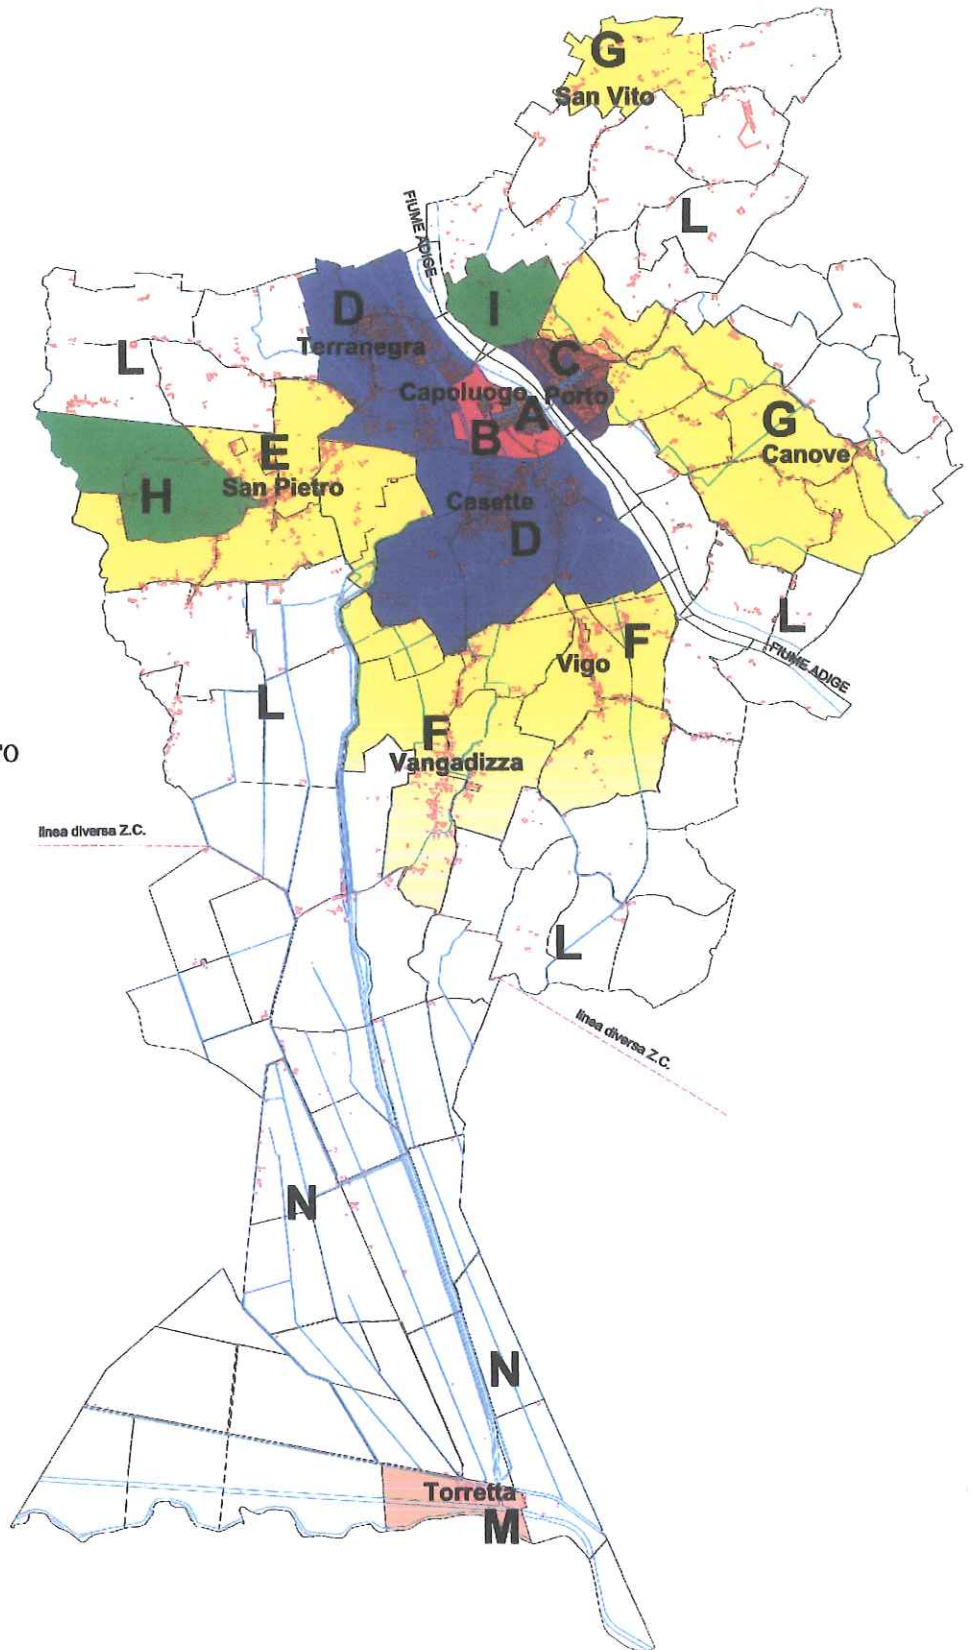 G
San Vito
L
FIUME ADIGE
D
Terranegra
I
C
L
Capoluogo
Porto
A
B
G
Canove
E
San Pietro
H
Casette
D
L
FIUME ADIGE
F
Vigo
L
F
Vangadizza
linea diversa Z.C.
L
linea diversa Z.C.
N
N
Torretta
M